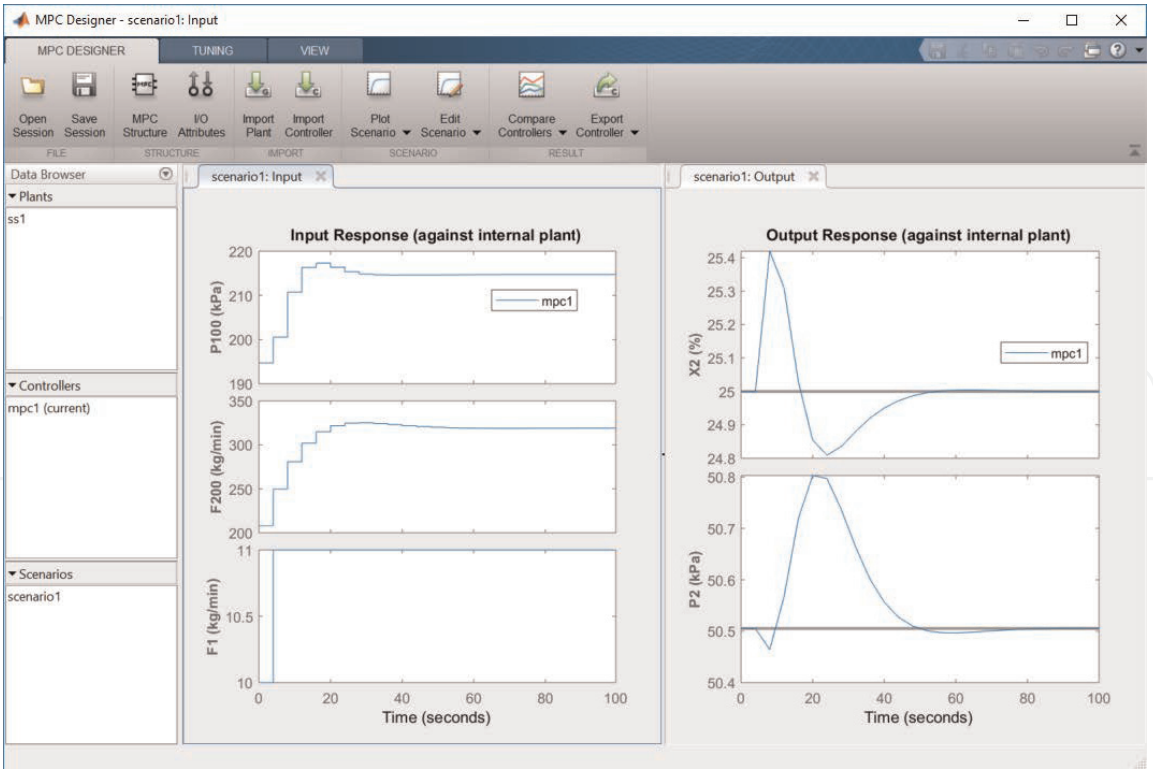 MPC Designer - scenario1: Input
MPC DESIGNER
TUNING
VIEW
Open Session
Save Session
MPC Structure
I/O Attributes
Import Plant
Import Controller
Plot Scenario
Edit Scenario
Compare Controllers
Export Controller
FILE
STRUCTURE
IMPORT
SCENARIO
RESULT
Data Browser
Plants
ss1
Controllers
mpc1 (current)
Scenarios
scenario1
scenario1: Input
Input Response (against internal plant)
P100 (kPa)
220
210
200
190
mpc1
F200 (kg/min)
350
300
250
200
F1 (kg/min)
11
10.5
10
0 20 40 60 80 100
Time (seconds)
scenario1: Output
Output Response (against internal plant)
X2 (%)
25.4
25.3
25.2
25.1
25
24.9
24.8
mpc1
P2 (kPa)
50.8
50.7
50.6
50.5
50.4
0 20 40 60 80 100
Time (seconds)